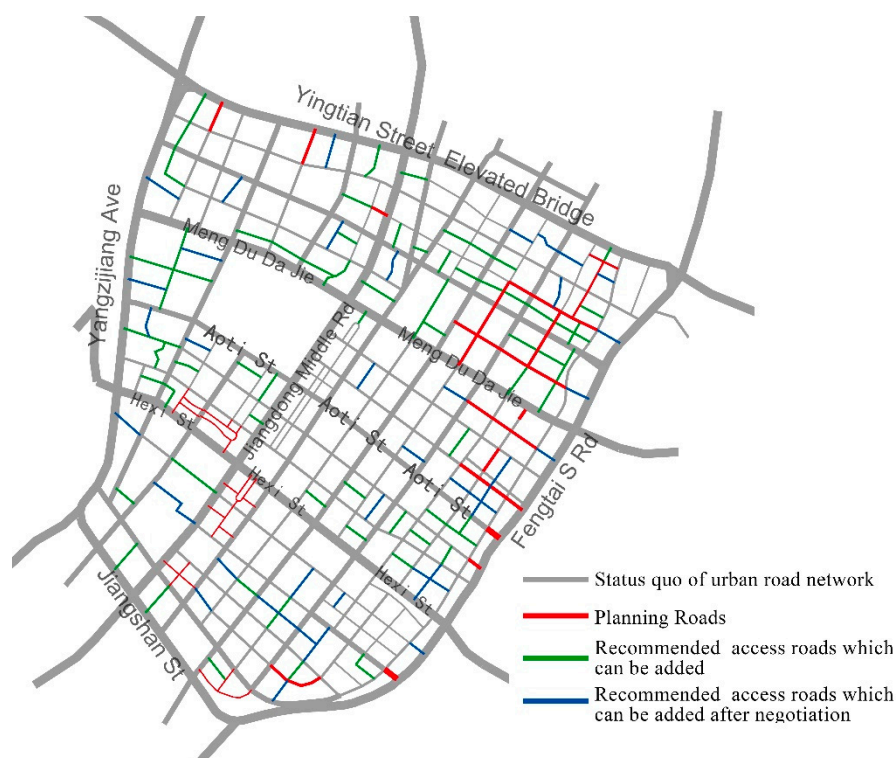 Yingtian Street Elevated Bridge
Yangzijiang Ave
Meng Du Da Jie
Jiangdong Middle Rd
Aoti St
Meng Du Da Jie
Aoti St
Hexi St
Aoti St
Hexi St
Fengtai S Rd
Hexi St
Jiangshan St
Status quo of urban road network
Planning Roads
Recommended access roads which
can be added
Recommended access roads which
can be added after negotiation